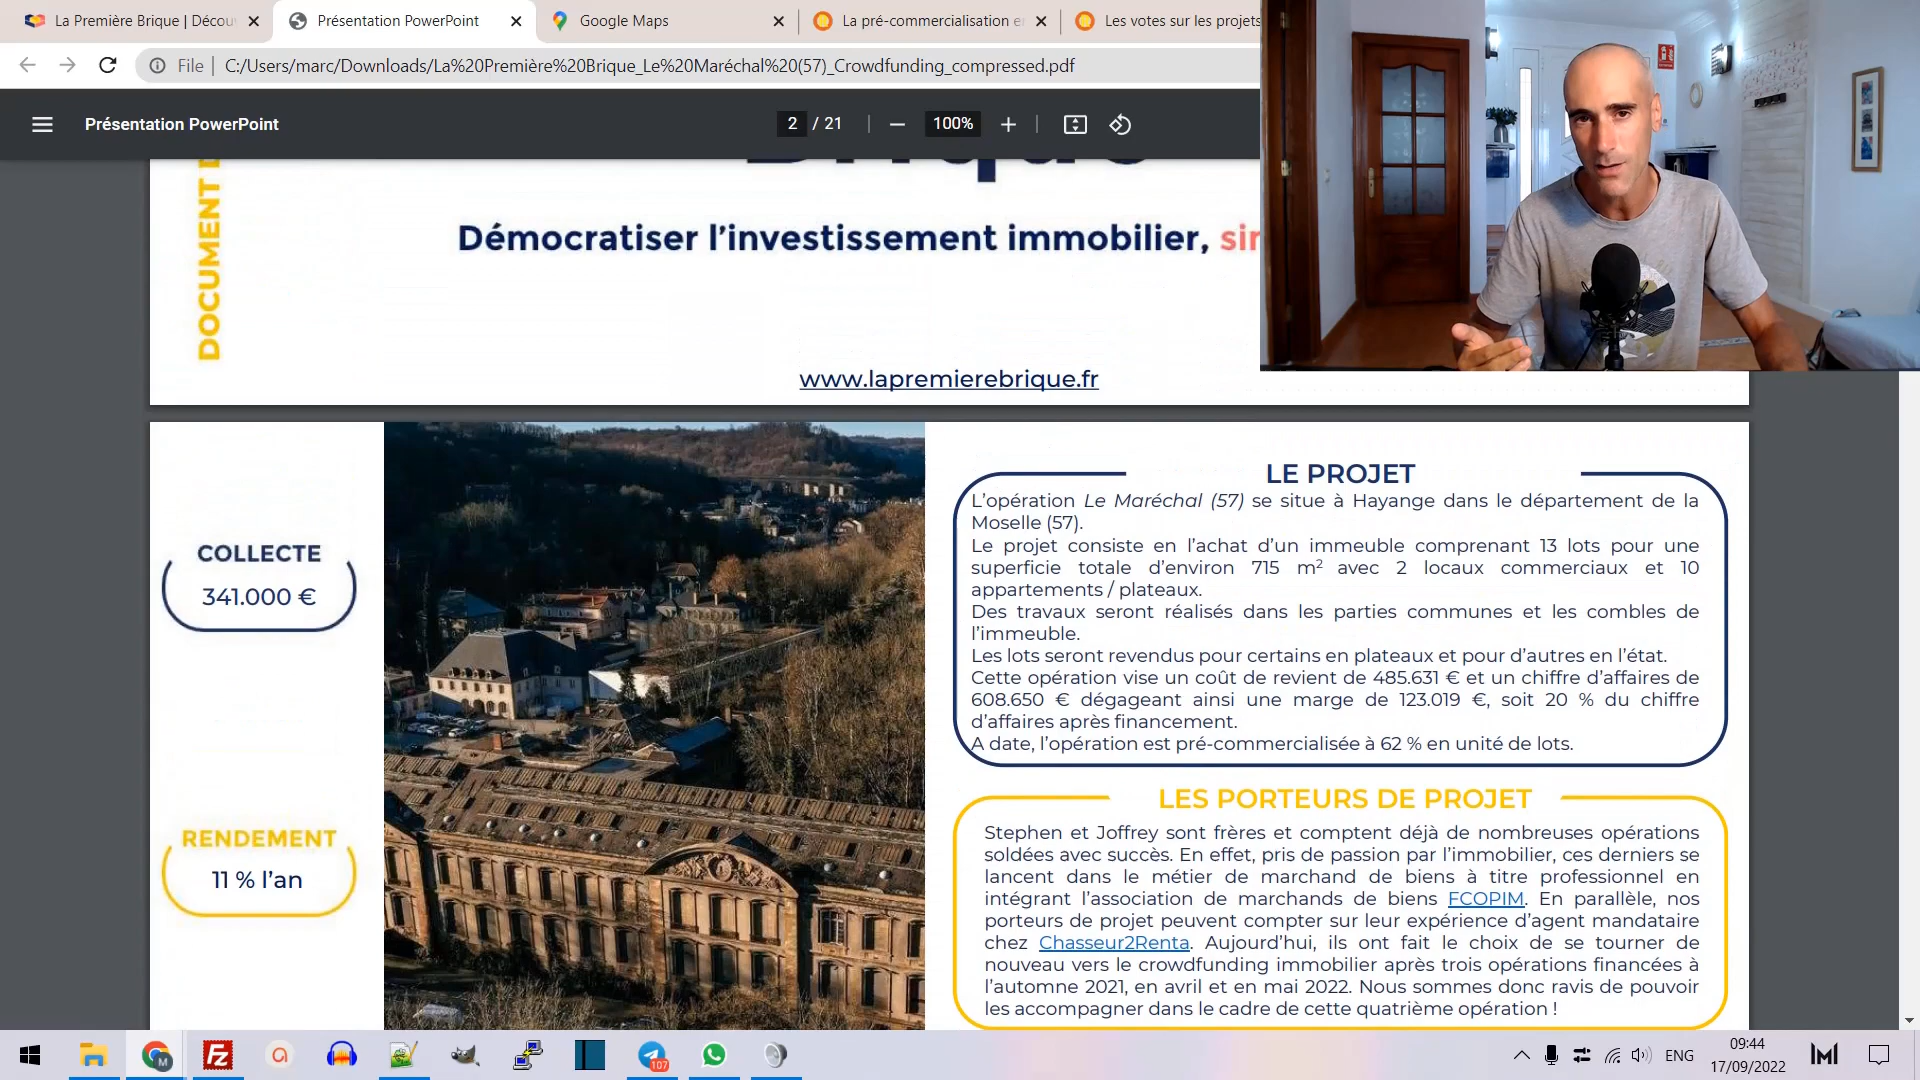 La Première Brique | Décou
Présentation PowerPoint
Google Maps
La pré-commercialisation e
Les votes sur les projets
File
C:/Users/marc/Downloads/La%20Première%20Brique_Le%20Maréchal%20(57)_Crowdfunding_compressed.pdf
Présentation PowerPoint
2 / 21
100%
DOCUMENT D
Brique
Démocratiser l'investissement immobilier, sim
www.lapremierebrique.fr
COLLECTE
341.000 €
RENDEMENT
11 % l'an
LE PROJET
L'opération Le Maréchal (57) se situe à Hayange dans le département de la
Moselle (57).
Le projet consiste en l'achat d'un immeuble comprenant 13 lots pour une
superficie totale d'environ 715 m² avec 2 locaux commerciaux et 10
appartements / plateaux.
Des travaux seront réalisés dans les parties communes et les combles de
l'immeuble.
Les lots seront revendus pour certains en plateaux et pour d'autres en l'état.
Cette opération vise un coût de revient de 485.631 € et un chiffre d'affaires de
608.650 € dégageant ainsi une marge de 123.019 €, soit 20 % du chiffre
d'affaires après financement.
A date, l'opération est pré-commercialisée à 62 % en unité de lots.
LES PORTEURS DE PROJET
Stephen et Joffrey sont frères et comptent déjà de nombreuses opérations
soldées avec succès. En effet, pris de passion par l'immobilier, ces derniers se
lancent dans le métier de marchand de biens à titre professionnel en
intégrant l'association de marchands de biens FCOPIM. En parallèle, nos
porteurs de projet peuvent compter sur leur expérience d'agent mandataire
chez Chasseur2Renta. Aujourd'hui, ils ont fait le choix de se tourner de
nouveau vers le crowdfunding immobilier après trois opérations financées à
l'automne 2021, en avril et en mai 2022. Nous sommes donc ravis de pouvoir
les accompagner dans le cadre de cette quatrième opération !
107
ENG
09:44
17/09/2022